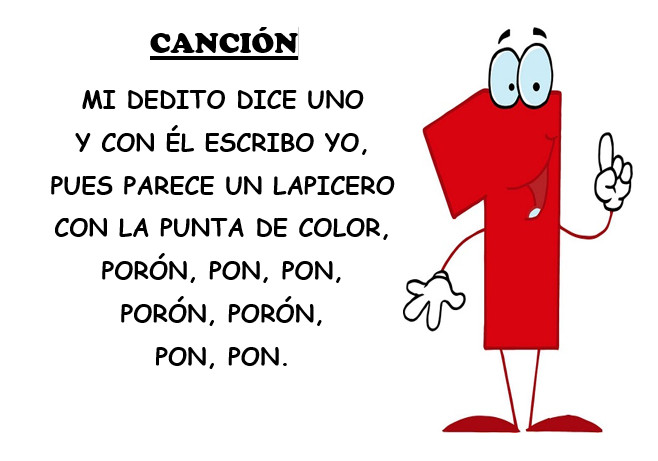 CANCIÓN
MI DEDITO DICE UNO
Y CON ÉL ESCRIBO YO,
PUES PARECE UN LAPICERO
CON LA PUNTA DE COLOR,
PORÓN, PON, PON,
PORÓN, PORÓN,
PON, PON.